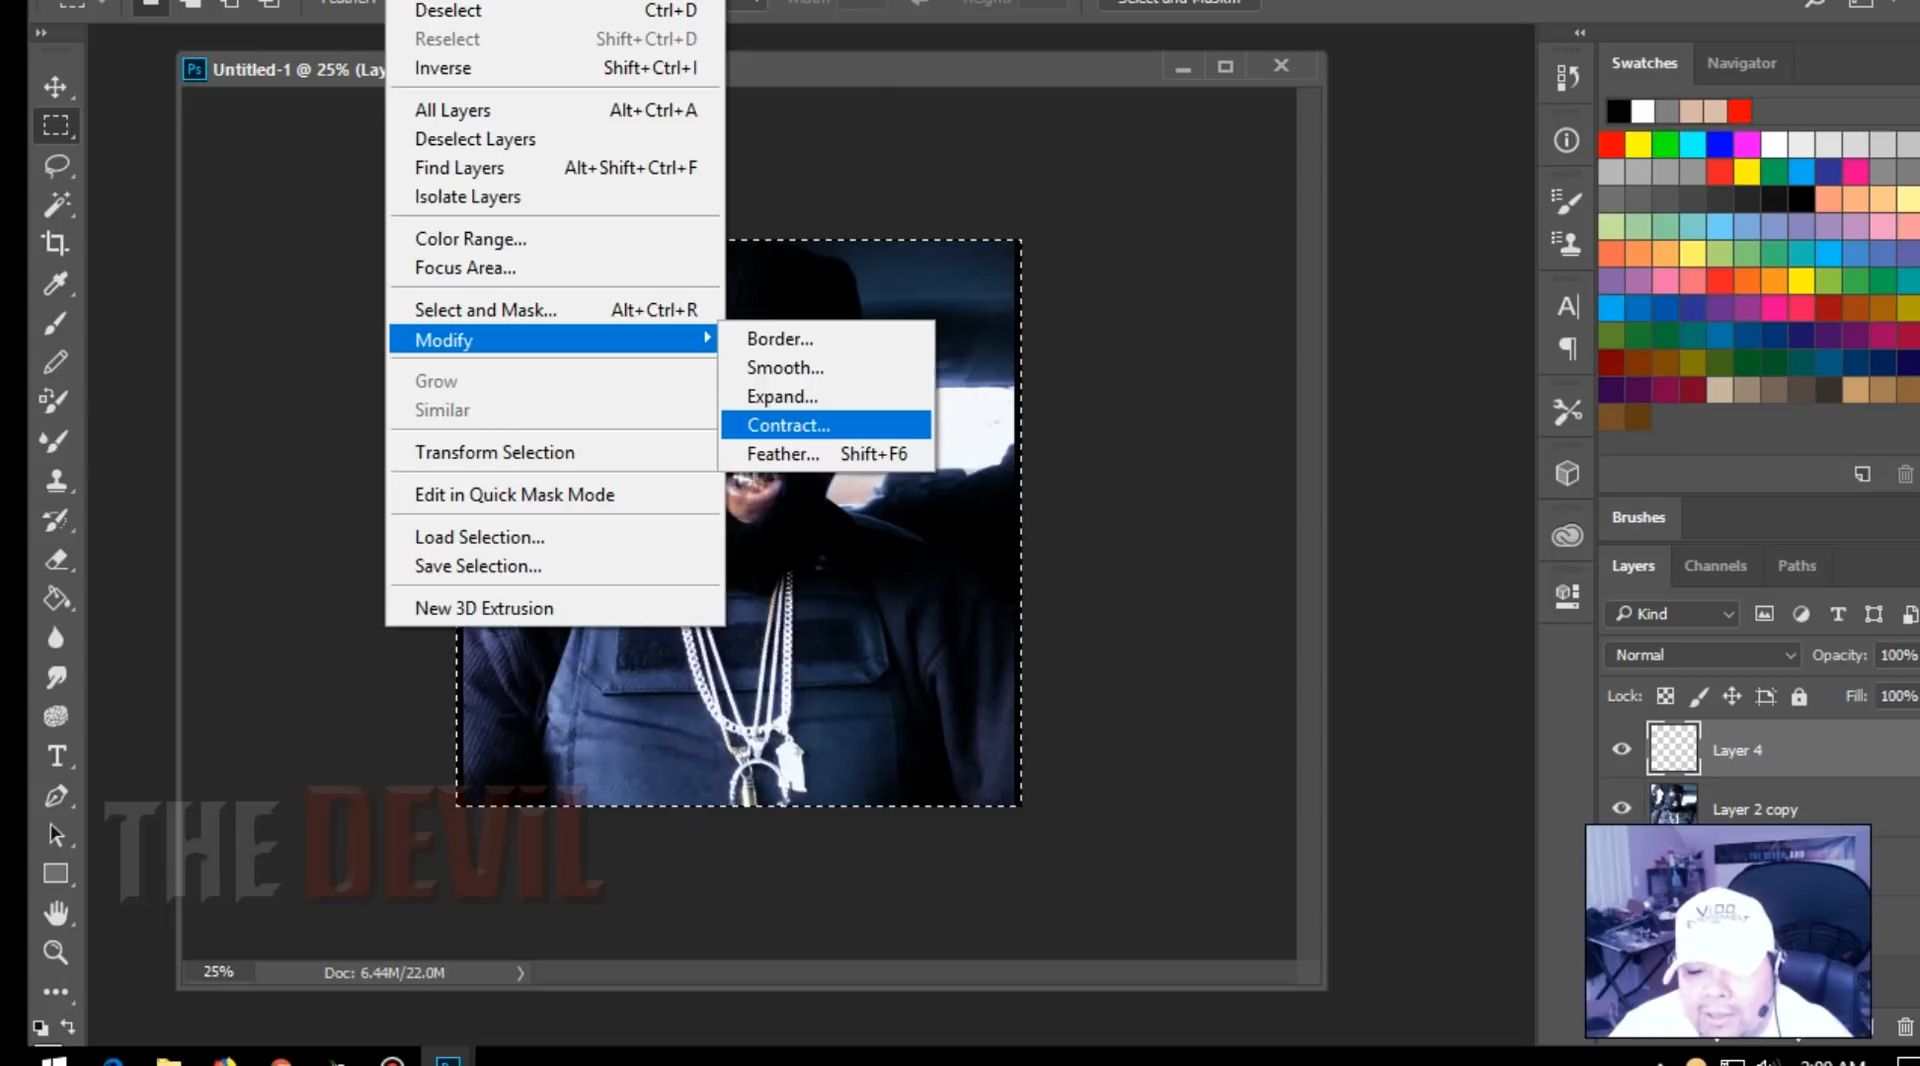 Deselect Ctrl+D
Reselect Shift+Ctrl+D
Inverse Shift+Ctrl+I
Ps Untitled-1 @ 25% (Lay
All Layers Alt+Ctrl+A
Deselect Layers
Find Layers Alt+Shift+Ctrl+F
Isolate Layers
Color Range...
Focus Area...
Select and Mask... Alt+Ctrl+R
Modify
Grow
Similar
Transform Selection
Edit in Quick Mask Mode
Load Selection...
Save Selection...
New 3D Extrusion
Border...
Smooth...
Expand...
Contract...
Feather... Shift+F6
Swatches Navigator
Brushes
Layers Channels Paths
Kind
Normal Opacity: 100%
Lock: Fill: 100%
Layer 4
Layer 2 copy
THE DEVIL
25% Doc: 6.44M/22.0M